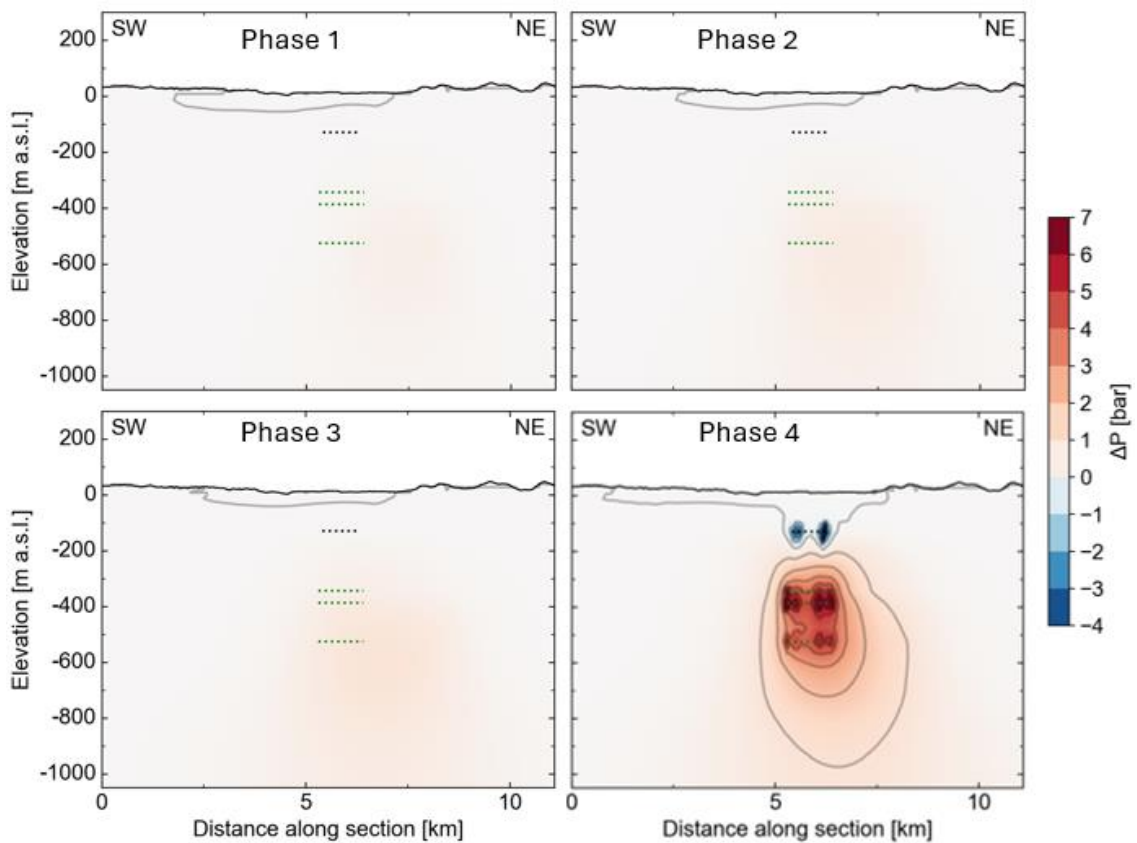 SW Phase 1 NE
SW Phase 2 NE
200
0
-200
-400
-600
-800
-1000
Elevation [m a.s.l.]
SW Phase 3 NE
SW Phase 4 NE
200
0
-200
-400
-600
-800
-1000
Elevation [m a.s.l.]
0 5 10
Distance along section [km]
0 5 10
Distance along section [km]
7
6
5
4
3
2
1
0
−1
−2
−3
−4
ΔP [bar]